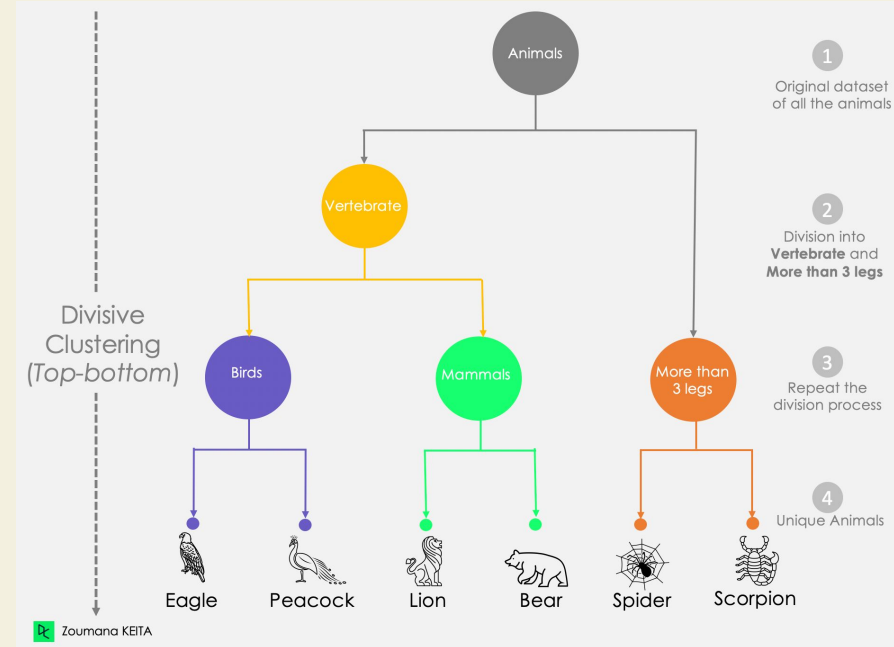 Animals
1
Original dataset
of all the animals
Vertebrate
2
Division into
Vertebrate and
More than 3 legs
Divisive
Clustering
(Top-bottom)
Birds
Mammals
More than
3 legs
3
Repeat the
division process
4
Unique Animals
Eagle
Peacock
Lion
Bear
Spider
Scorpion
DC Zoumana KEITA